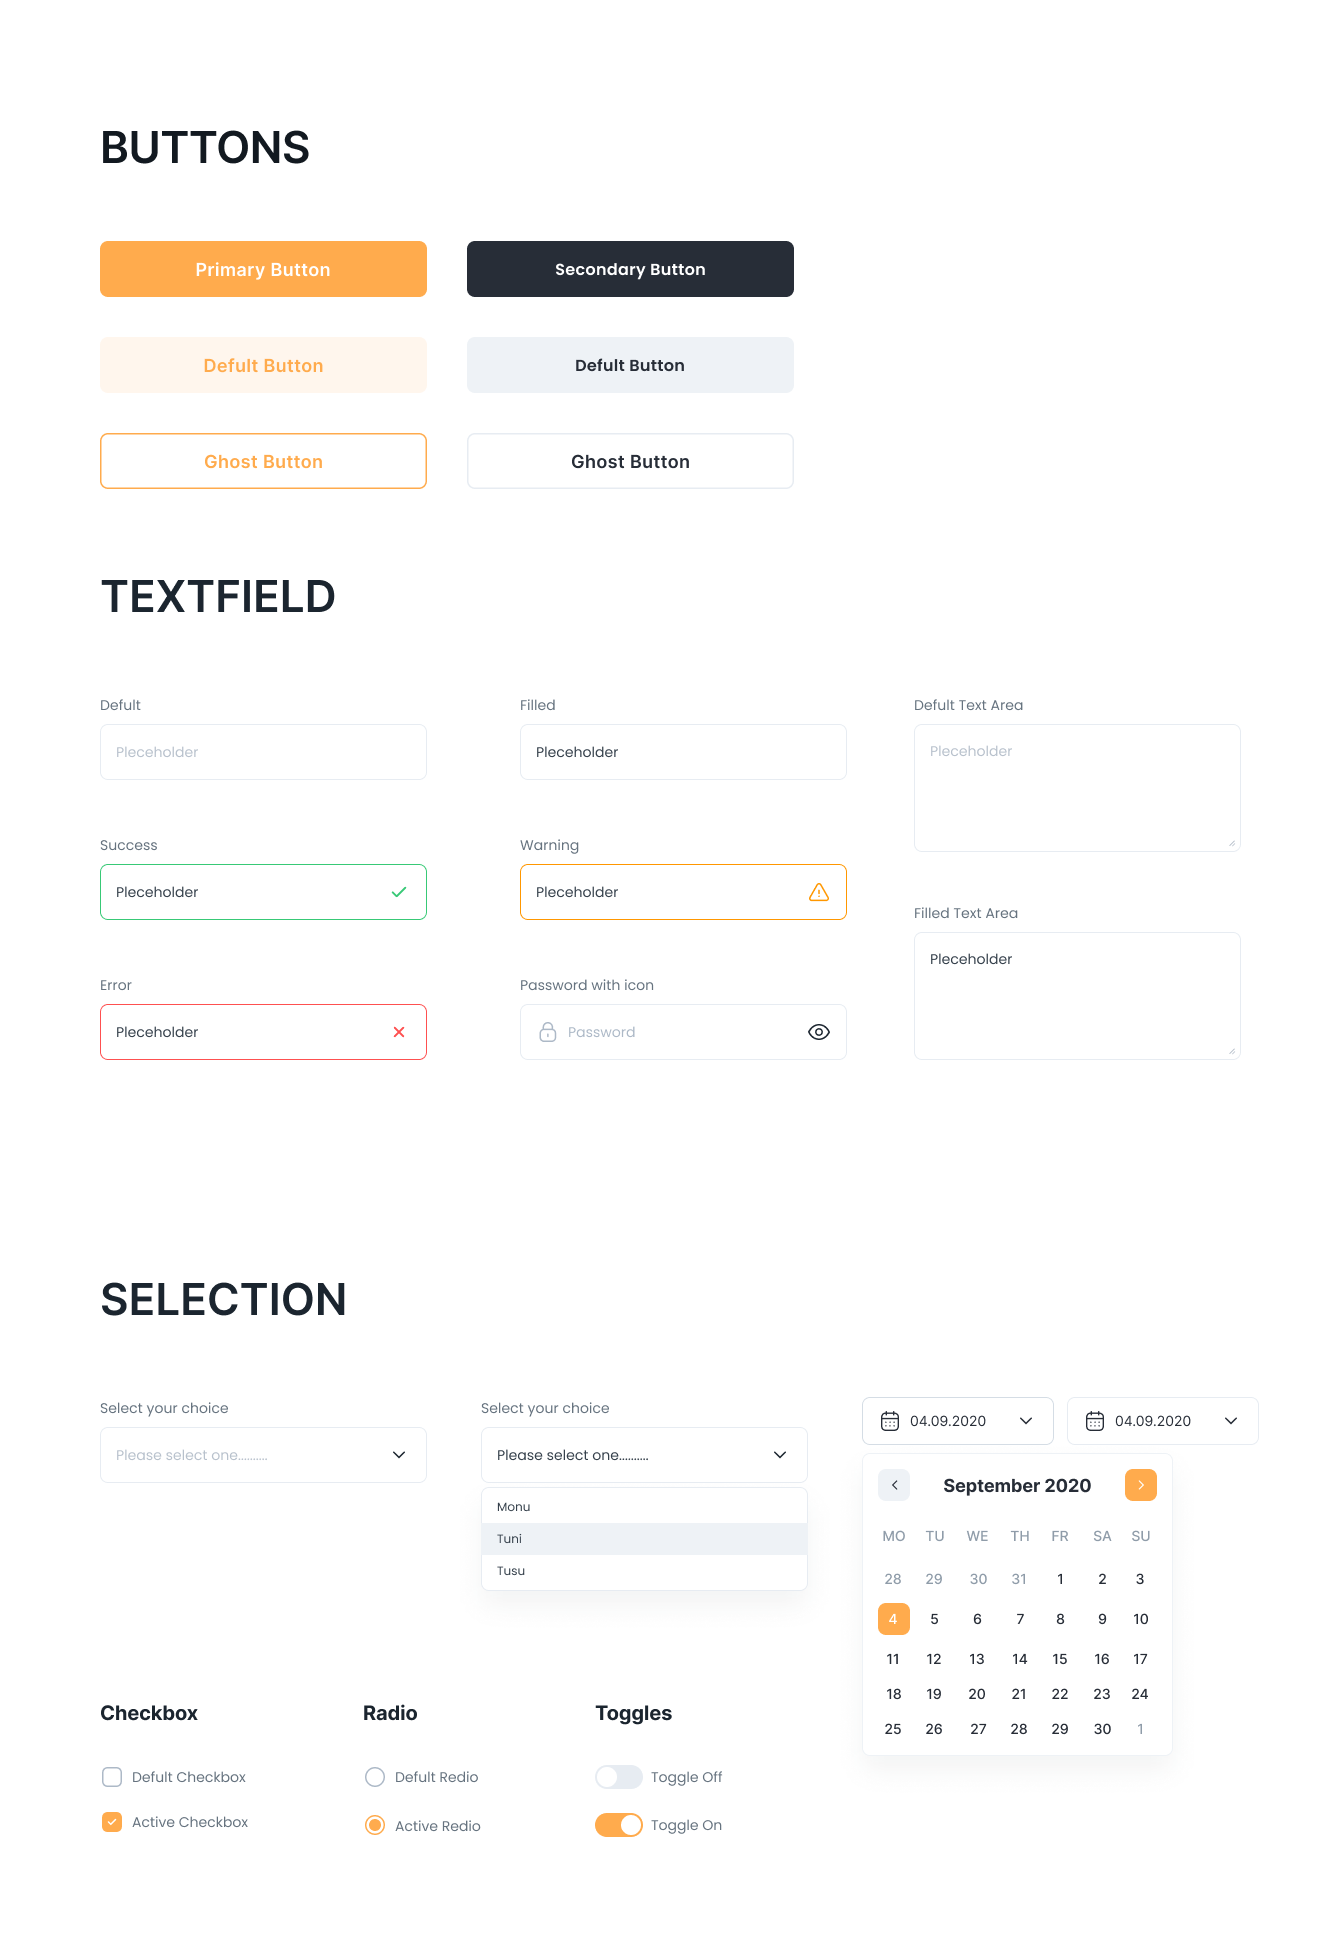 BUTTONS
Primary Button
Secondary Button
Defult Button
Defult Button
Ghost Button
Ghost Button
TEXTFIELD
Defult
Filled
Defult Text Area
Pleceholder
Pleceholder
Pleceholder
Success
Warning
Pleceholder
Pleceholder
Filled Text Area
Pleceholder
Error
Password with icon
Pleceholder
Password
SELECTION
Select your choice
Select your choice
04.09.2020
04.09.2020
Please select one..........
Please select one..........
Monu
Tuni
Tusu
September 2020
MO TU WE TH FR SA SU
28 29 30 31 1 2 3
4 5 6 7 8 9 10
11 12 13 14 15 16 17
18 19 20 21 22 23 24
25 26 27 28 29 30 1
Checkbox
Radio
Toggles
Defult Checkbox
Defult Redio
Toggle Off
Active Checkbox
Active Redio
Toggle On